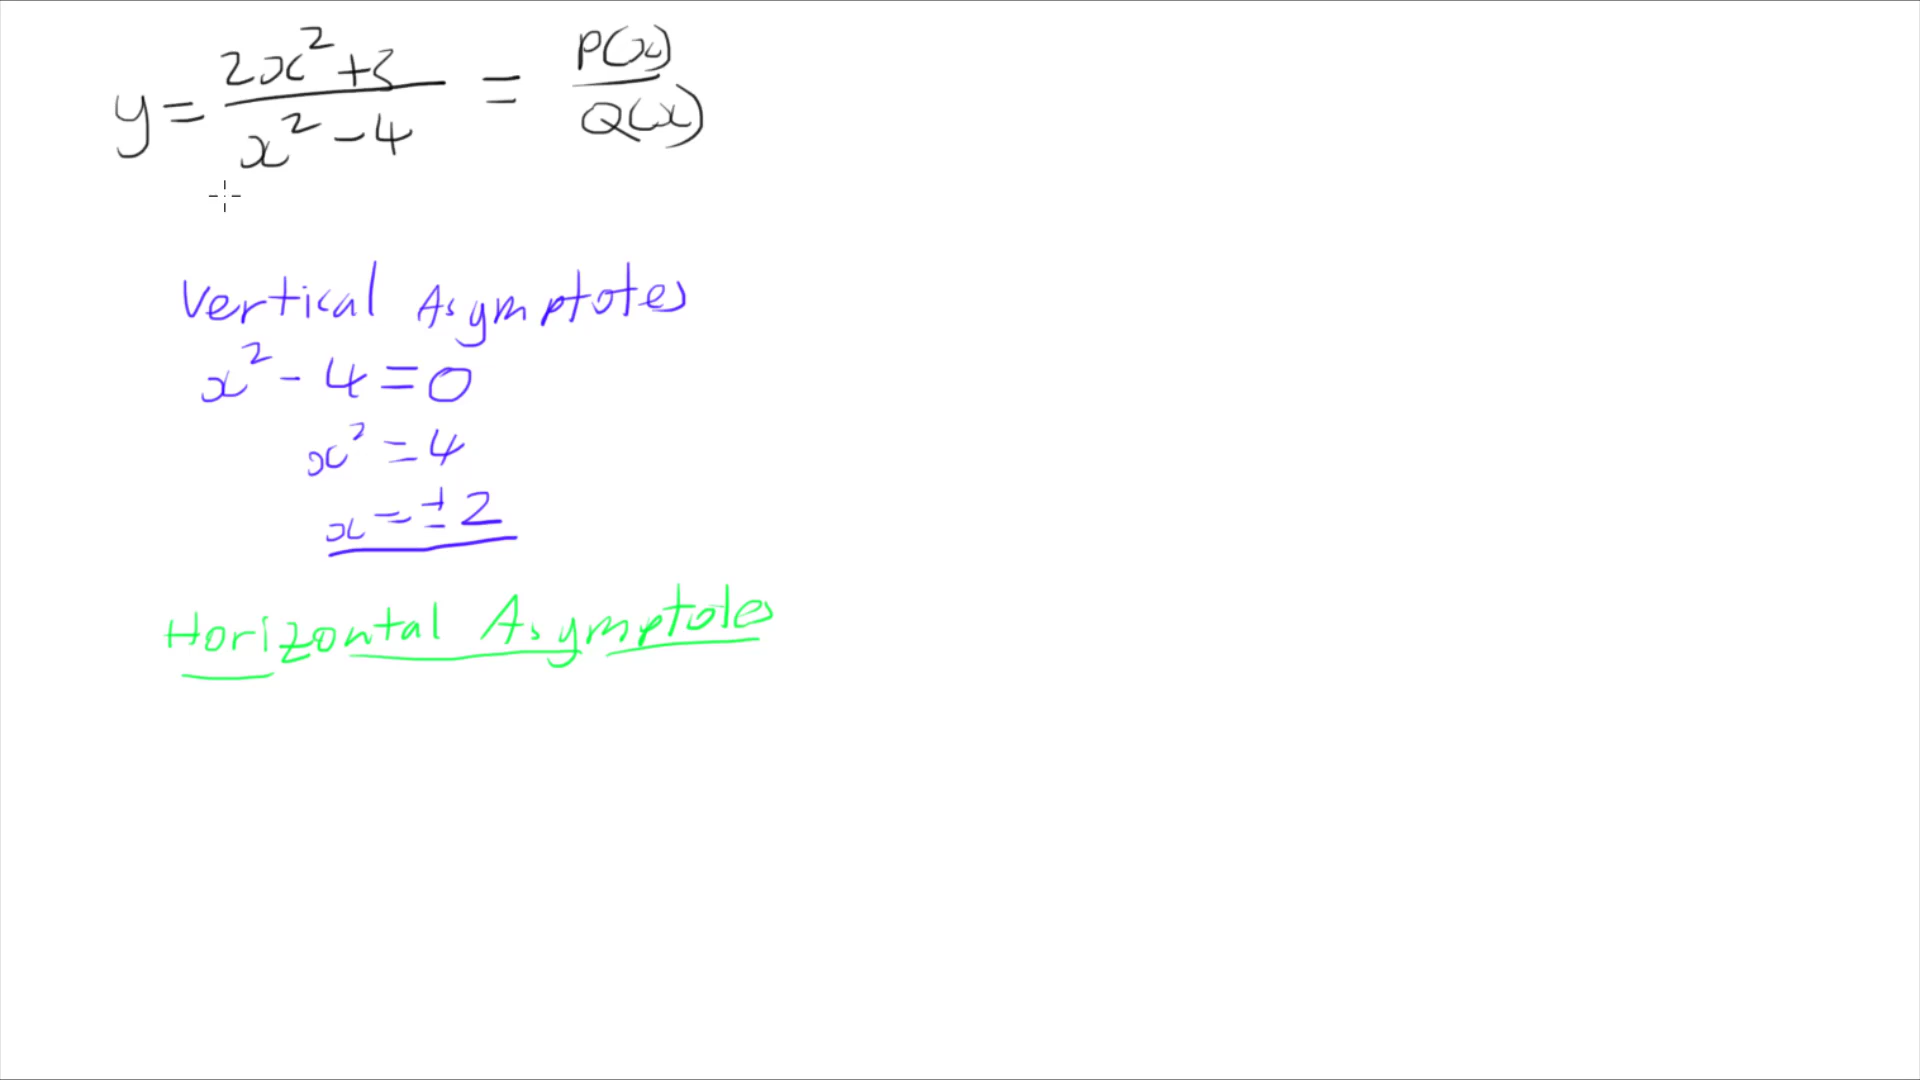 y = 2x² + 3 / x² - 4 = P(x) / Q(x)
Vertical Asymptotes
x² - 4 = 0
x² = 4
x = ± 2
Horizontal Asymptotes